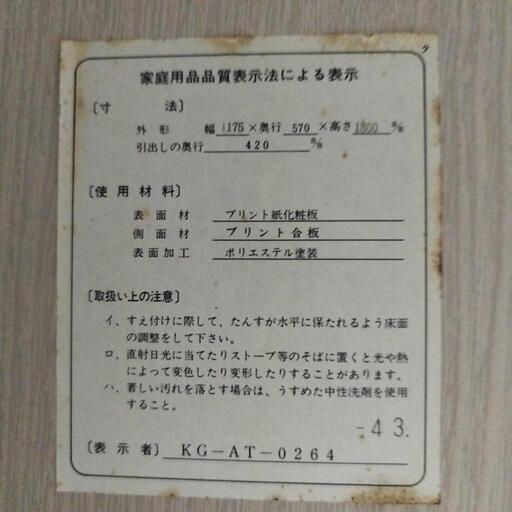 家庭用品品質表示法による表示
〔寸　　　法〕
外　形　幅 1175 × 奥行 570 × 高さ 1800 m/m
引出しの奥行 420 m/m
〔使 用 材 料〕
表　面　材　プリント紙化粧板
側　面　材　プリント合板
表面加工　ポリエステル塗装
〔取扱い上の注意〕
イ、すえ付けに際して、たんすが水平に保たれるよう床面
の調整をして下さい。
ロ、直射日光に当てたりストーブ等のそばに置くと光や熱
によって変色したり変形したりすることがあります。
ハ、著しい汚れを落とす場合は、うすめた中性洗剤を使用
すること。
-43.
〔表 示 者〕 KG-AT-0264